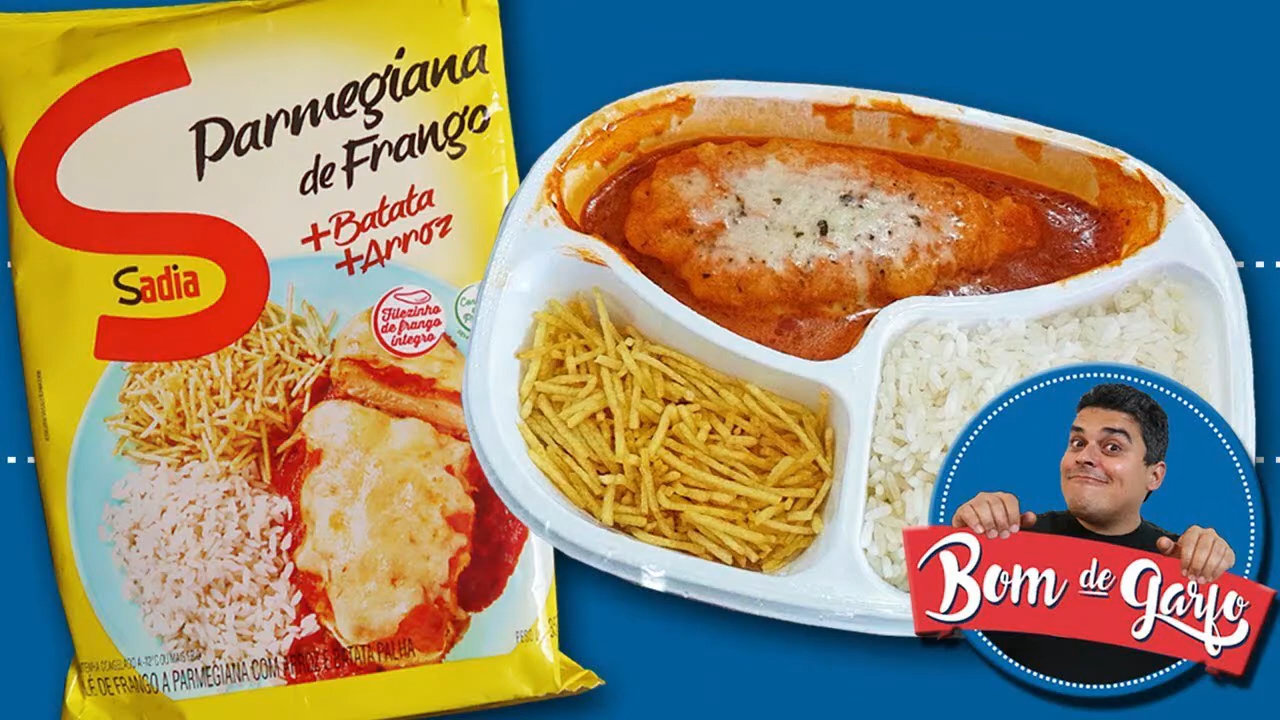 Parmegiana
de Frango
+Batata
+Arroz
Sadia
Filezinho
de frango
íntegro
LÉ DE FRANGO A PARMEGIANA COM ARROZ E BATATA PALHA
Bom de Garfo